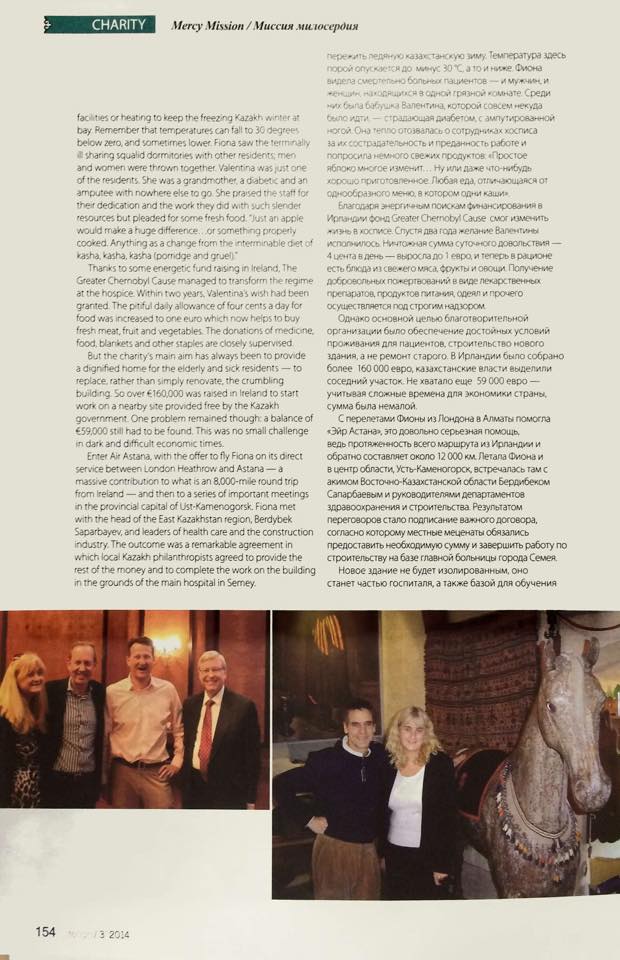 CHARITY
Mercy Mission / Миссия милосердия
facilities or heating to keep the freezing Kazakh winter at
bay. Remember that temperatures can fall to 30 degrees
below zero, and sometimes lower. Fiona saw the terminally
ill sharing squalid dormitories with other residents; men
and women were thrown together. Valentina was just one
of the residents. She was a grandmother, a diabetic and an
amputee with nowhere else to go. She praised the staff for
their dedication and the work they did with such slender
resources but pleaded for some fresh food. “Just an apple
would make a huge difference…or something properly
cooked. Anything as a change from the interminable diet of
kasha, kasha, kasha (porridge and gruel).”
Thanks to some energetic fund raising in Ireland, The
Greater Chernobyl Cause managed to transform the regime
at the hospice. Within two years, Valentina's wish had been
granted. The pitiful daily allowance of four cents a day for
food was increased to one euro which now helps to buy
fresh meat, fruit and vegetables. The donations of medicine,
food, blankets and other staples are closely supervised.
But the charity's main aim has always been to provide
a dignified home for the elderly and sick residents — to
replace, rather than simply renovate, the crumbling
building. So over €160,000 was raised in Ireland to start
work on a nearby site provided free by the Kazakh
government. One problem remained though: a balance of
€59,000 still had to be found. This was no small challenge
in dark and difficult economic times.
Enter Air Astana, with the offer to fly Fiona on its direct
service between London Heathrow and Astana — a
massive contribution to what is an 8,000-mile round trip
from Ireland — and then to a series of important meetings
in the provincial capital of Ust-Kamenogorsk. Fiona met
with the head of the East Kazakhstan region, Berdybek
Saparbayev, and leaders of health care and the construction
industry. The outcome was a remarkable agreement in
which local Kazakh philanthropists agreed to provide the
rest of the money and to complete the work on the building
in the grounds of the main hospital in Semey.
пережить ледяную казахстанскую зиму. Температура здесь
порой опускается до минус 30 °С, а то и ниже. Фиона
видела смертельно больных пациентов — и мужчин, и
женщин, находящихся в одной грязной комнате. Среди
них была бабушка Валентина, которой совсем некуда
было идти, — страдающая диабетом, с ампутированной
ногой. Она тепло отозвалась о сотрудниках хосписа
за их сострадательность и преданность работе и
попросила немного свежих продуктов: «Простое
яблоко многое изменит… Ну или даже что-нибудь
хорошо приготовленное. Любая еда, отличающаяся от
однообразного меню, в котором одни каши».
Благодаря энергичным поискам финансирования в
Ирландии фонд Greater Chernobyl Cause смог изменить
жизнь в хосписе. Спустя два года желание Валентины
исполнилось. Ничтожная сумма суточного довольствия —
4 цента в день — выросла до 1 евро, и теперь в рационе
есть блюда из свежего мяса, фрукты и овощи. Получение
добровольных пожертвований в виде лекарственных
препаратов, продуктов питания, одеял и прочего
осуществляется под строгим надзором.
Однако основной целью благотворительной
организации было обеспечение достойных условий
проживания для пациентов, строительство нового
здания, а не ремонт старого. В Ирландии было собрано
более 160 000 евро, казахстанские власти выделили
соседний участок. Не хватало еще 59 000 евро —
учитывая сложные времена для экономики страны,
сумма была немалой.
С перелетами Фионы из Лондона в Алматы помогла
«Эйр Астана», это довольно серьезная помощь,
ведь протяженность всего маршрута из Ирландии и
обратно составляет около 12 000 км. Летала Фиона и
в центр области, Усть-Каменогорск, встречалась там с
акимом Восточно-Казахстанской области Бердибеком
Сапарбаевым и руководителями департаментов
здравоохранения и строительства. Результатом
переговоров стало подписание важного договора,
согласно которому местные меценаты обязались
предоставить необходимую сумму и завершить работу по
строительству на базе главной больницы города Семея.
Новое здание не будет изолированным, оно
станет частью госпиталя, а также базой для обучения
154
/ 3 2014